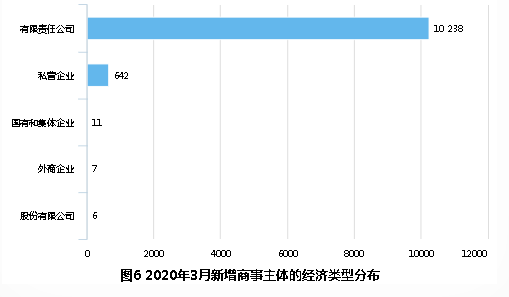 有限责任公司 10 238
私营企业 642
国有和集体企业 11
外商企业 7
股份有限公司 6
0 2000 4000 6000 8000 10000 12000
图6 2020年3月新增商事主体的经济类型分布